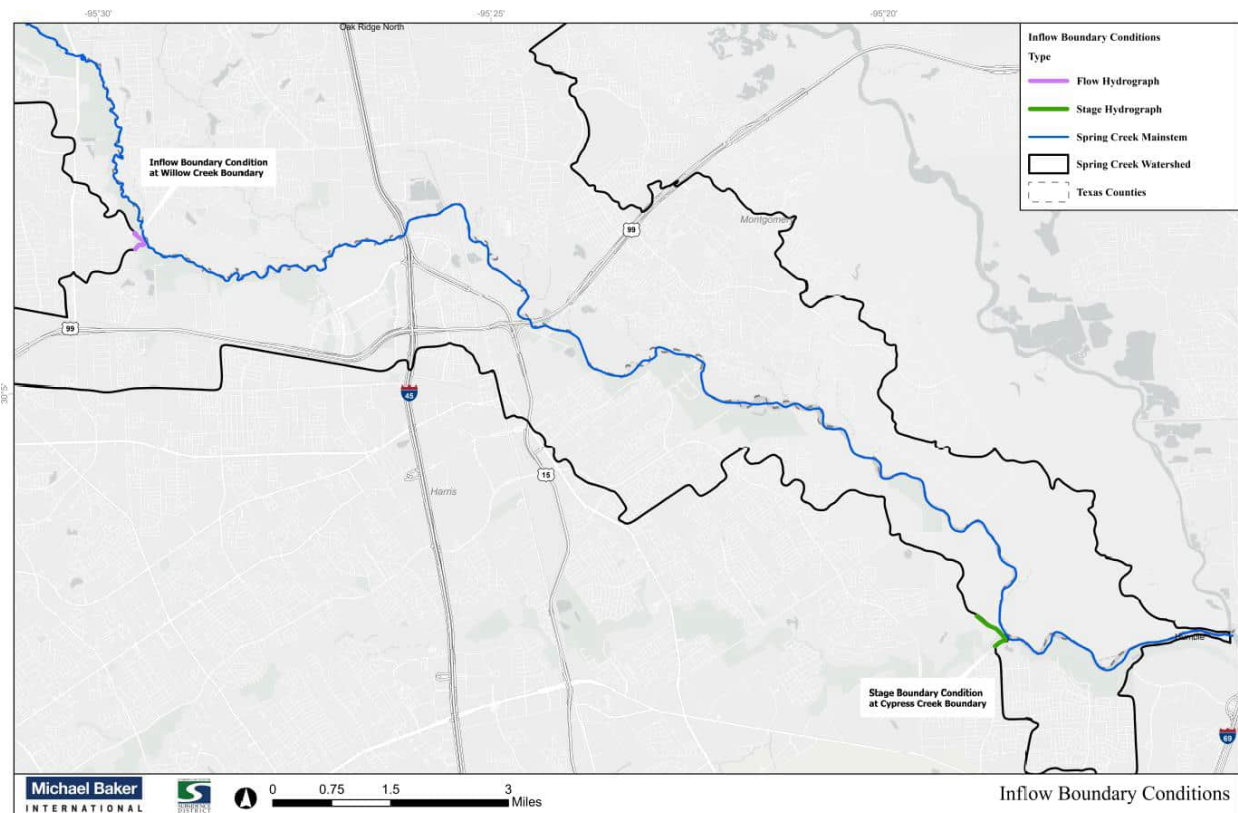 -95°30'
-95°25'
-95°20'
Oak Ridge North
Inflow Boundary Conditions
Type
Flow Hydrograph
Stage Hydrograph
Spring Creek Mainstem
Spring Creek Watershed
Texas Counties
Inflow Boundary Condition
at Willow Creek Boundary
Montgomery
99
99
30°5'
45
15
Harris
Humble
Stage Boundary Condition
at Cypress Creek Boundary
69
Michael Baker
INTERNATIONAL
SUBSIDENCE
DISTRICT
0 0.75 1.5 3
Miles
Inflow Boundary Conditions